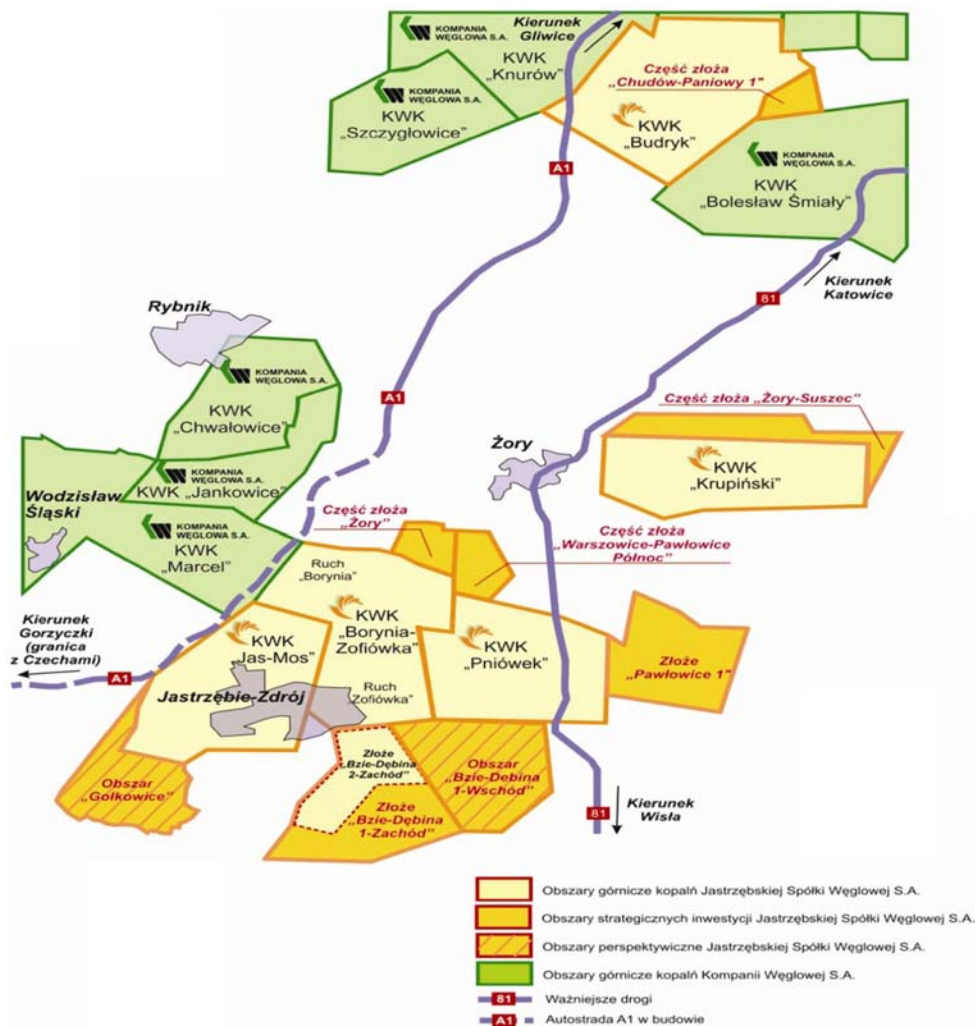 Kierunek
Gliwice
KOMPANIA
WĘGLOWA S.A.
KWK
„Knurów”
KOMPANIA
WĘGLOWA S.A.
KWK
„Szczygłowice”
Część złoża
„Chudów-Paniowy 1"
KWK
„Budryk”
KOMPANIA
WĘGLOWA S.A.
KWK
„Bolesław Śmiały”
A1
Kierunek
Katowice
81
Rybnik
KOMPANIA
WĘGLOWA S.A.
KWK
„Chwałowice”
A1
Część złoża „Żory-Suszec”
KWK
„Krupiński”
Żory
KOMPANIA
WĘGLOWA S.A.
KWK „Jankowice”
Wodzisław
Śląski
KOMPANIA
WĘGLOWA S.A.
KWK
„Marcel”
Część złoża
„Żory”
Część złoża
„Warszowice-Pawłowice
Północ”
Ruch
„Borynia”
Kierunek
Gorzyczki
(granica
z Czechami)
A1
KWK
„Jas-Mos”
KWK
„Borynia-
Zofiówka”
KWK
„Pniówek”
Złoże
„Pawłowice 1"
Jastrzębie-Zdrój
Ruch
„Zofiówka”
Obszar
„Gołkowice”
Złoże
„Bzie-Dębina
2-Zachód”
Obszar
„Bzie-Debina
1-Wschód”
Złoże
„Bzie-Dębina
1-Zachód”
81
Kierunek
Wisła
Obszary górnicze kopalń Jastrzębskiej Spółki Węglowej S.A.
Obszary strategicznych inwestycji Jastrzębskiej Spółki Węglowej S.A.
Obszary perspektywiczne Jastrzębskiej Spółki Węglowej S.A.
Obszary górnicze kopalń Kompanii Węglowej S.A.
81 Ważniejsze drogi
A1 Autostrada A1 w budowie